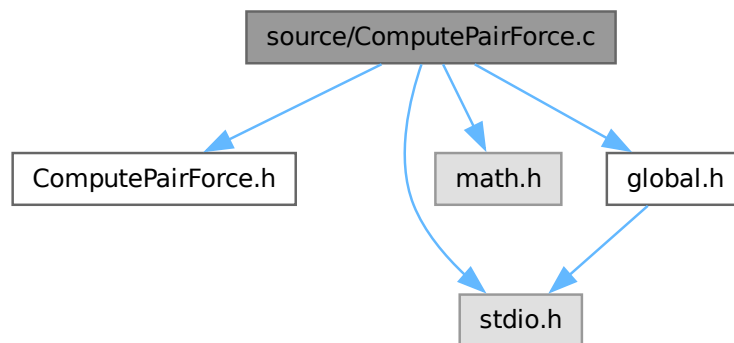 source/ComputePairForce.c
ComputePairForce.h
math.h
global.h
stdio.h